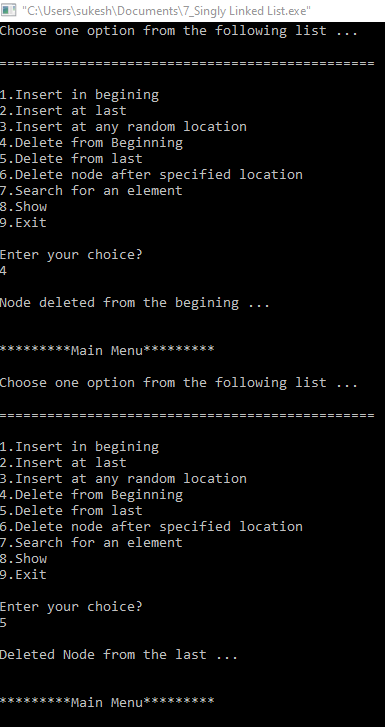 "C:\Users\sukesh\Documents\7_Singly Linked List.exe"
Choose one option from the following list ...
===============================================
1.Insert in begining
2.Insert at last
3.Insert at any random location
4.Delete from Beginning
5.Delete from last
6.Delete node after specified location
7.Search for an element
8.Show
9.Exit
Enter your choice?
4
Node deleted from the begining ...
*********Main Menu*********
Choose one option from the following list ...
===============================================
1.Insert in begining
2.Insert at last
3.Insert at any random location
4.Delete from Beginning
5.Delete from last
6.Delete node after specified location
7.Search for an element
8.Show
9.Exit
Enter your choice?
5
Deleted Node from the last ...
*********Main Menu*********